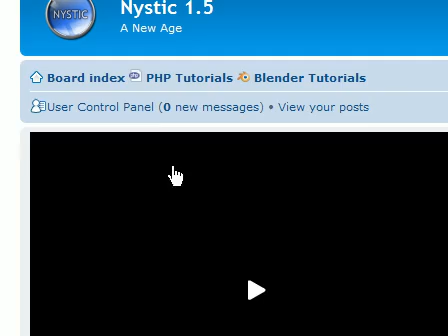 NYSTIC
Nystic 1.5
A New Age
Board index php PHP Tutorials Blender Tutorials
User Control Panel (0 new messages) • View your posts